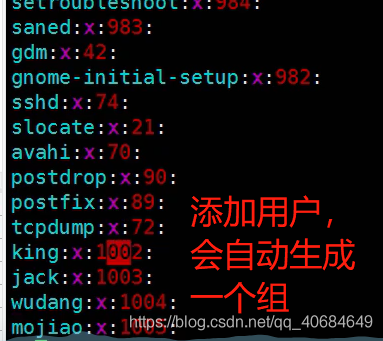 setroubleshoot:x:984:
saned:x:983:
gdm:x:42:
gnome-initial-setup:x:982:
sshd:x:74:
slocate:x:21:
avahi:x:70:
postdrop:x:90:
postfix:x:89:
tcpdump:x:72:
king:x:1002:
jack:x:1003:
wudang:x:1004:
mojiao:x:1005:
添加用户，
会自动生成
一个组
https://blog.csdn.net/qq_40684649